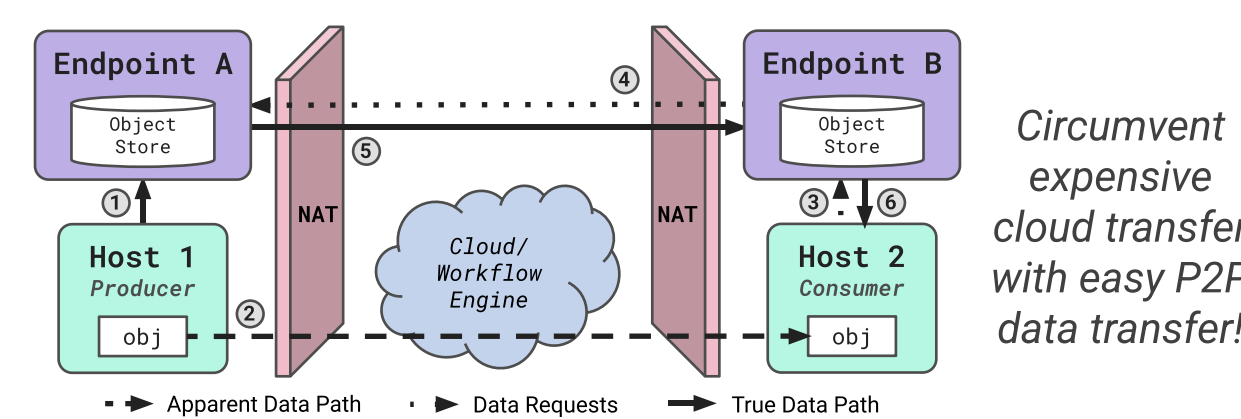 Endpoint A
Object
Store
1
Host 1
Producer
obj
2
NAT
5
4
Cloud/
Workflow
Engine
NAT
Endpoint B
Object
Store
3
6
Host 2
Consumer
obj
Circumvent
expensive
cloud transfer
with easy P2P
data transfer!
Apparent Data Path
Data Requests
True Data Path